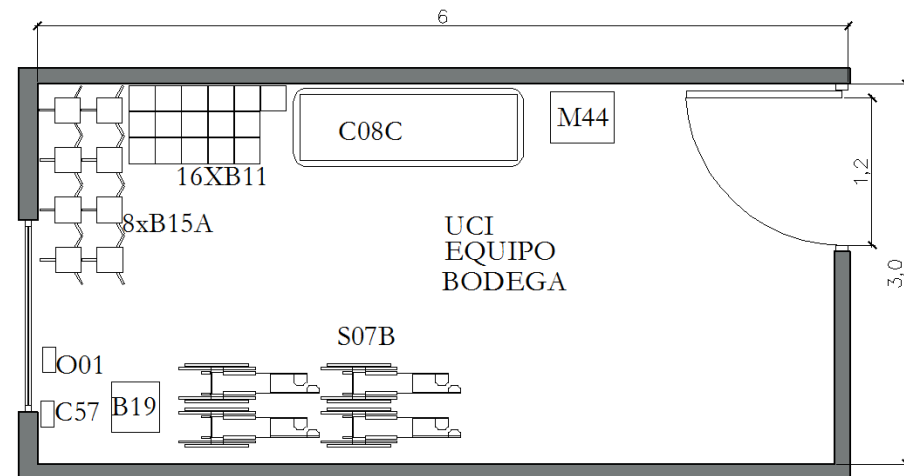 6
C08C
M44
16XB11
1,2
8xB15A
UCI
EQUIPO
BODEGA
3,0
S07B
O01
B19
C57